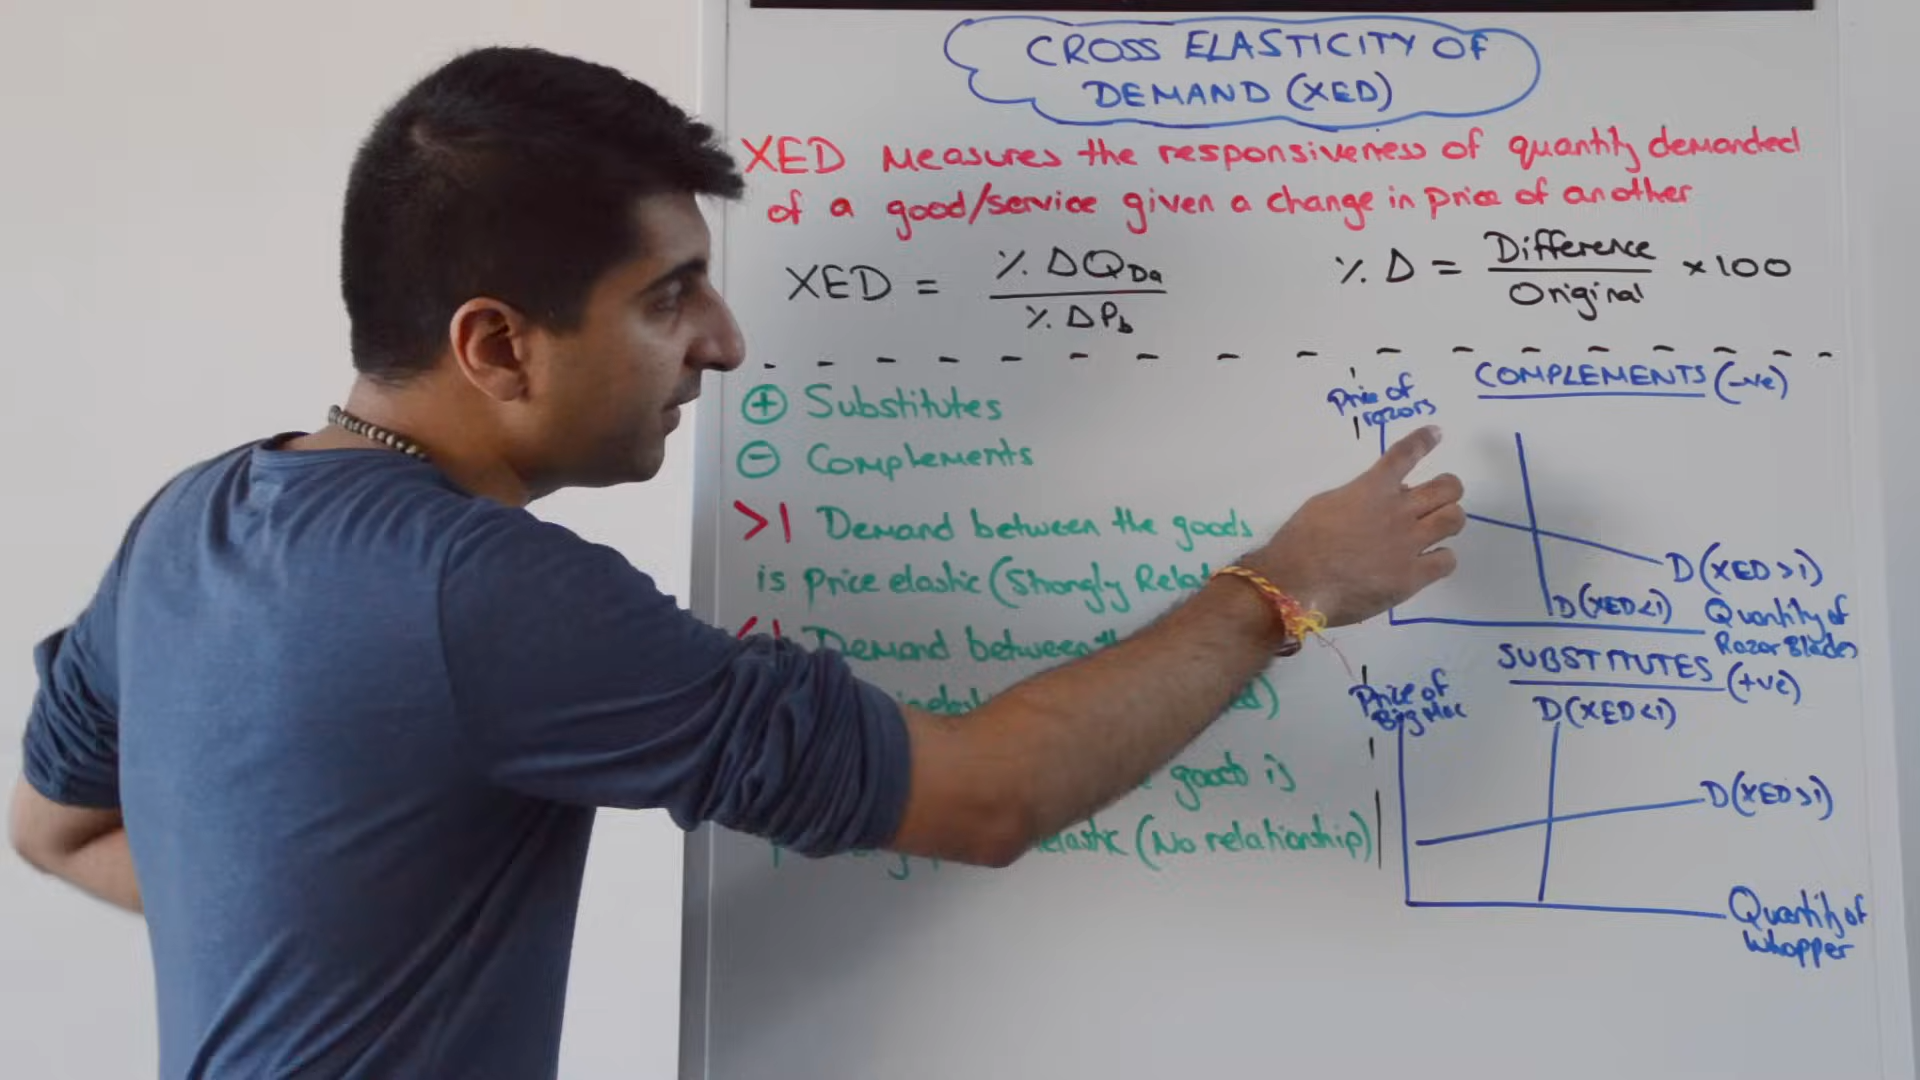 CROSS ELASTICITY OF
DEMAND (XED)
XED measures the responsiveness of quantity demanded
of a good/service given a change in price of another
XED = % ΔQDa / % ΔPb
% Δ = Difference / Original × 100
⊕ Substitutes
⊖ Complements
>1 Demand between the goods
is price elastic (Strongly Rela
Demand between th
good is
elastic (No relationship)
COMPLEMENTS (-ve)
Price of
razors
D (XED >1)
D (XED <1)
Quantity of
Razor Blades
SUBSTITUTES (+ve)
Price of
Big Mac
D (XED <1)
D (XED >1)
Quantity of
Whopper